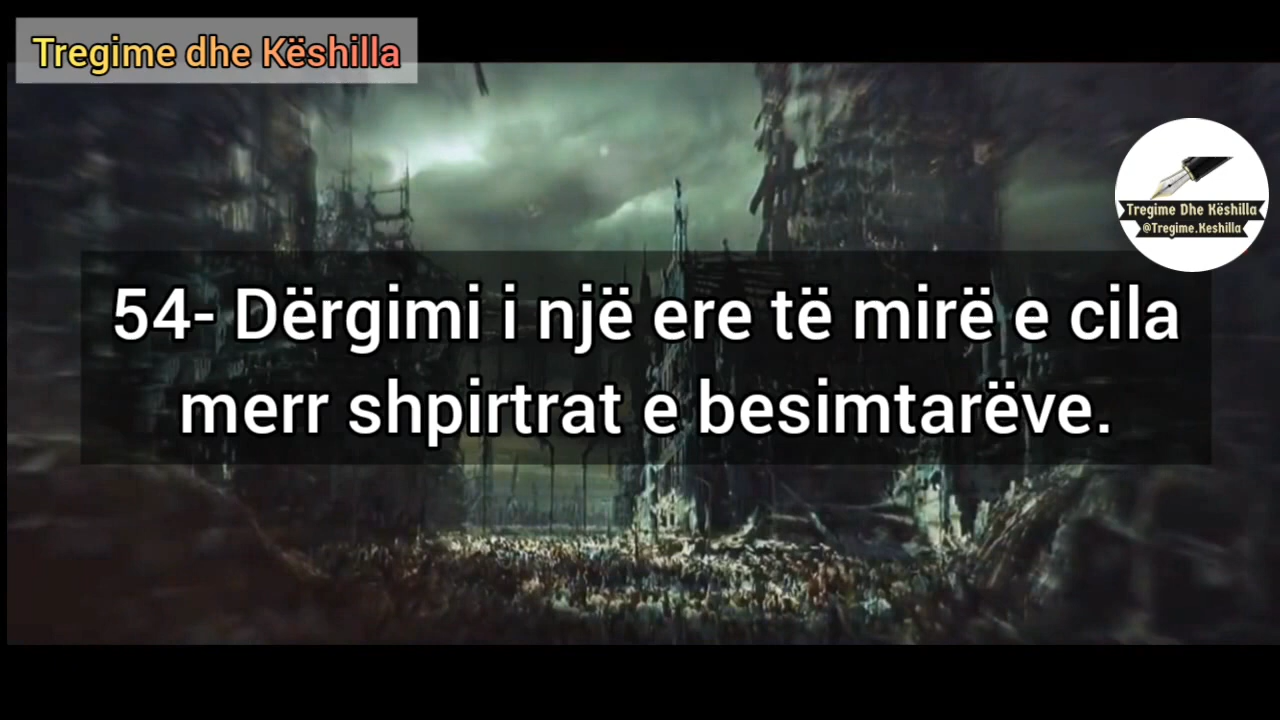 Tregime dhe Këshilla
Tregime Dhe Këshilla
@Tregime.Keshilla
54- Dërgimi i një ere të mirë e cila
merr shpirtrat e besimtarëve.